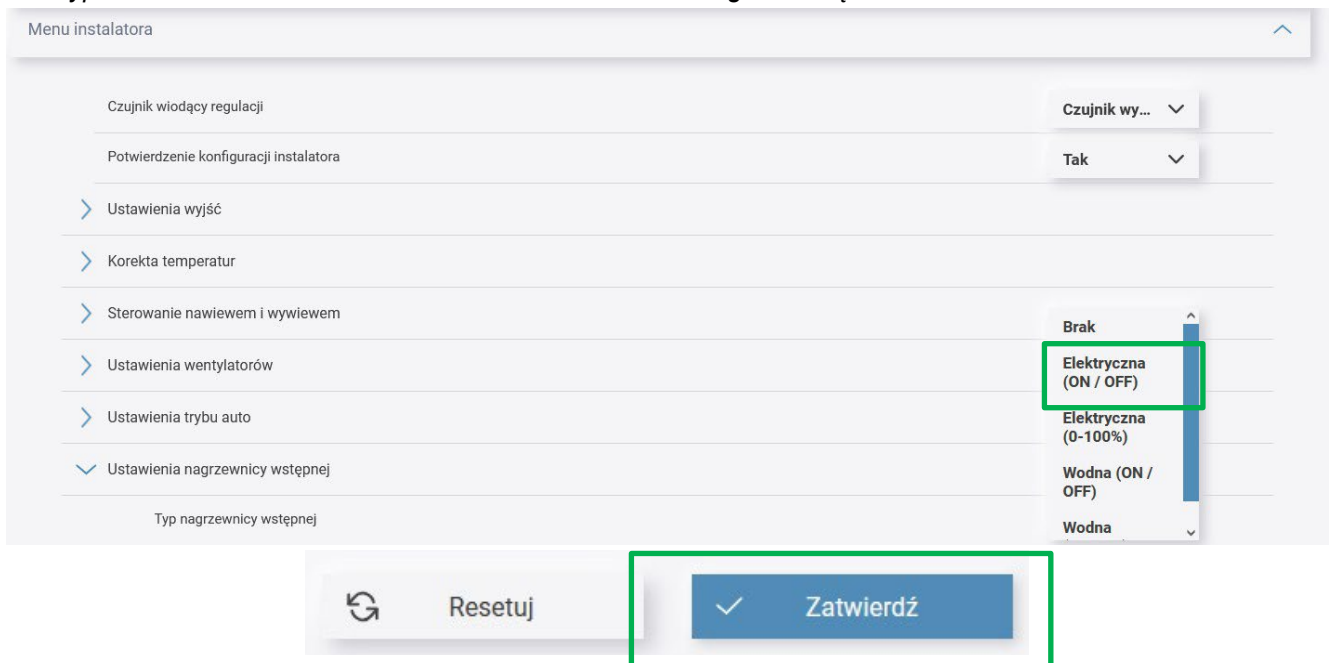 Menu instalatora
Czujnik wiodący regulacji
Czujnik wy...
Potwierdzenie konfiguracji instalatora
Tak
Ustawienia wyjść
Korekta temperatur
Sterowanie nawiewem i wywiewem
Brak
Ustawienia wentylatorów
Elektryczna
(ON / OFF)
Ustawienia trybu auto
Elektryczna
(0-100%)
Ustawienia nagrzewnicy wstępnej
Wodna (ON /
OFF)
Typ nagrzewnicy wstępnej
Wodna
Resetuj
Zatwierdź